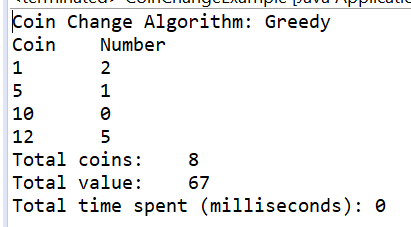 <terminated> CoinChangeExample [Java Applicatio
Coin Change Algorithm: Greedy
Coin Number
1 2
5 1
10 0
12 5
Total coins: 8
Total value: 67
Total time spent (milliseconds): 0